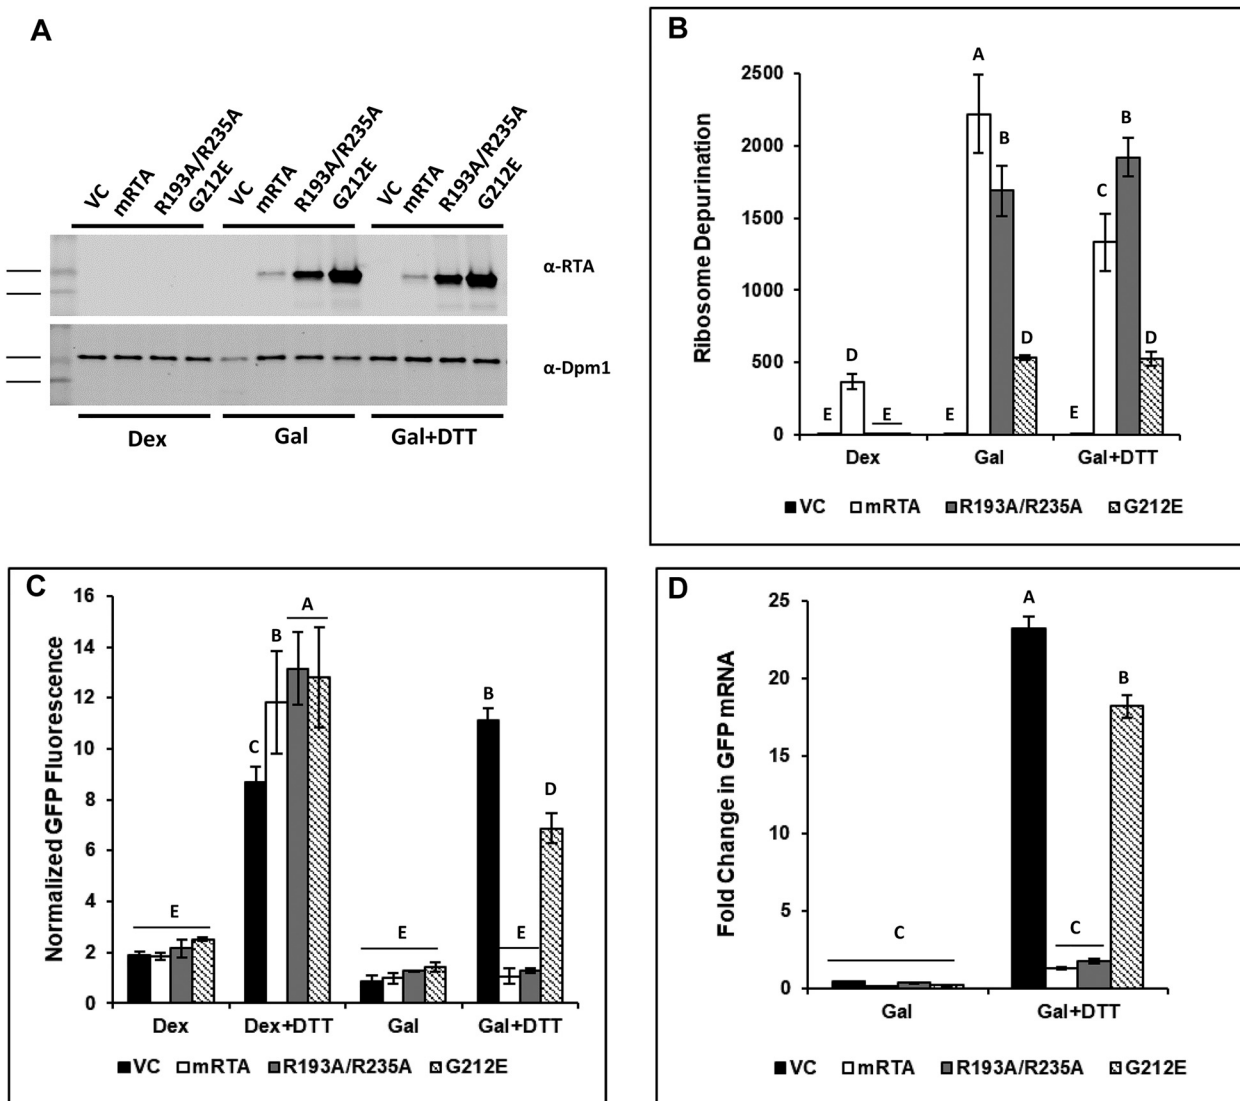 A
VC
mRTA
R193A/R235A
G212E
VC
mRTA
R193A/R235A
G212E
VC
mRTA
R193A/R235A
G212E
α-RTA
α-Dpm1
Dex
Gal
Gal+DTT
B
Ribosome Depurination
2500
2000
1500
1000
500
0
E
D
E
E
A
B
D
E
C
B
D
Dex
Gal
Gal+DTT
VC
mRTA
R193A/R235A
G212E
C
Normalized GFP Fluorescence
16
14
12
10
8
6
4
2
0
E
C
B
A
E
B
E
D
Dex
Dex+DTT
Gal
Gal+DTT
VC
mRTA
R193A/R235A
G212E
D
Fold Change in GFP mRNA
25
20
15
10
5
0
C
A
C
B
Gal
Gal+DTT
VC
mRTA
R193A/R235A
G212E